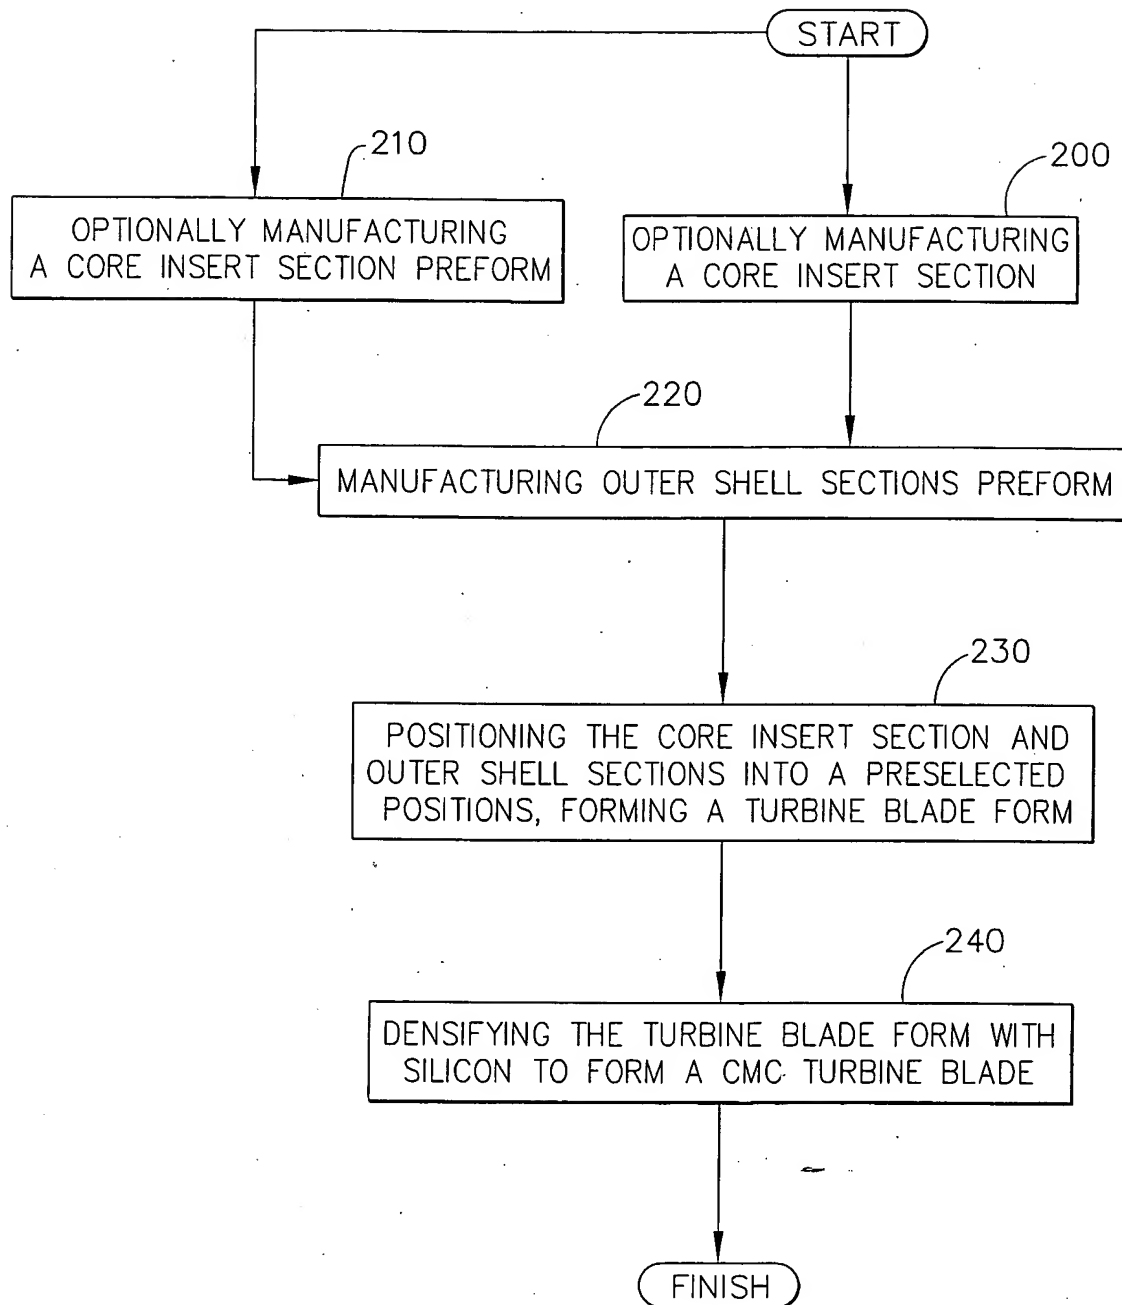 START
210
200
OPTIONALLY MANUFACTURING
A CORE INSERT SECTION PREFORM
OPTIONALLY MANUFACTURING
A CORE INSERT SECTION
220
MANUFACTURING OUTER SHELL SECTIONS PREFORM
230
POSITIONING THE CORE INSERT SECTION AND
OUTER SHELL SECTIONS INTO A PRESELECTED
POSITIONS, FORMING A TURBINE BLADE FORM
240
DENSIFYING THE TURBINE BLADE FORM WITH
SILICON TO FORM A CMC TURBINE BLADE
FINISH